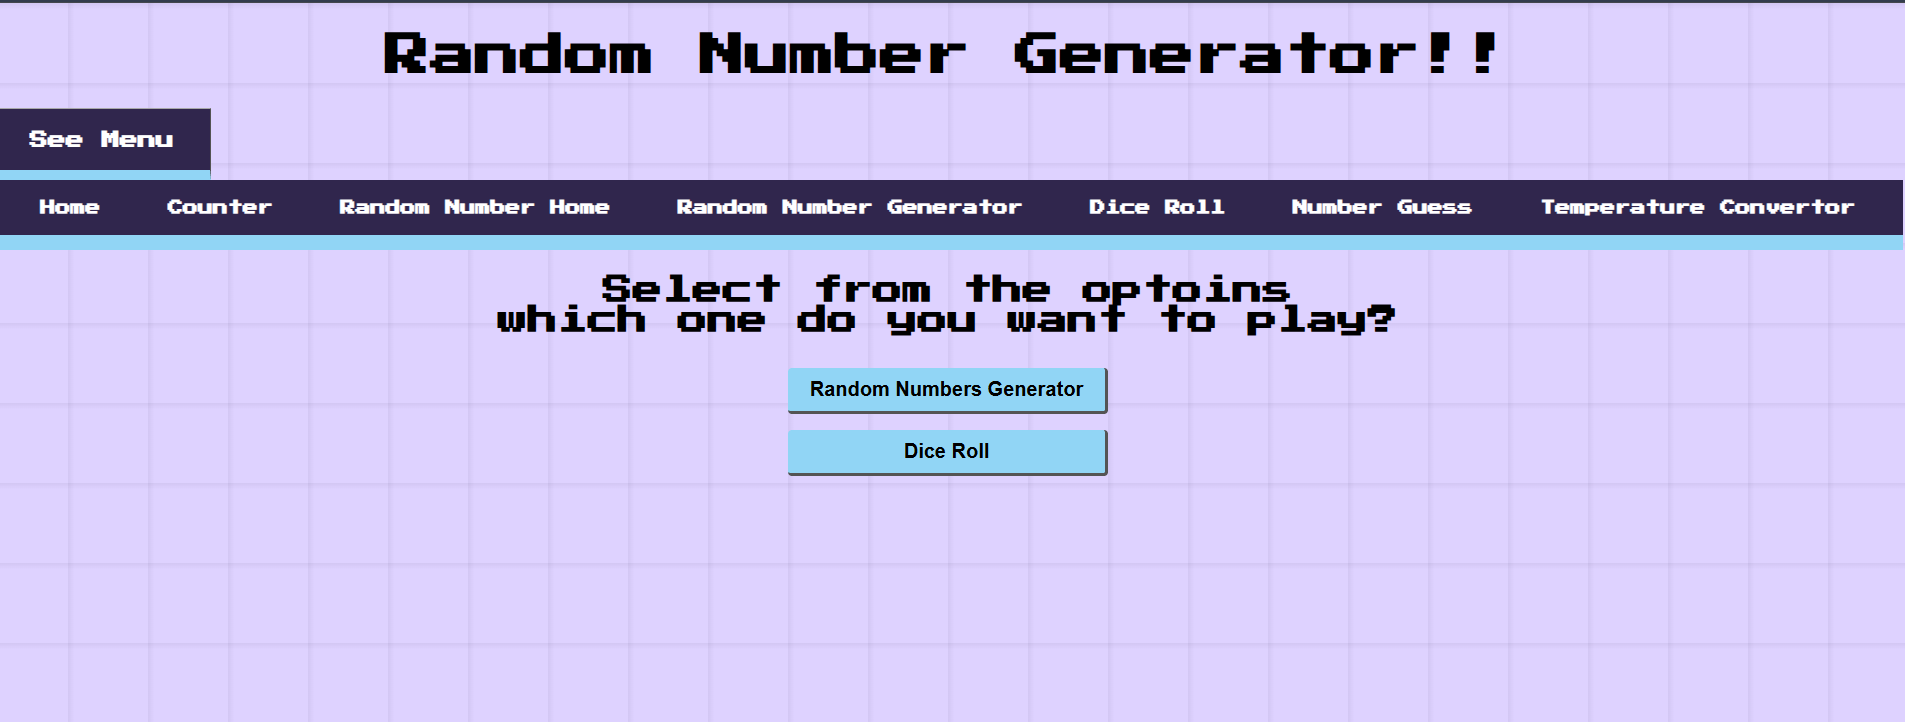 Random Number Generator!!
See Menu
Home Counter Random Number Home Random Number Generator Dice Roll Number Guess Temperature Convertor
Select from the optoins
which one do you want to play?
Random Numbers Generator
Dice Roll